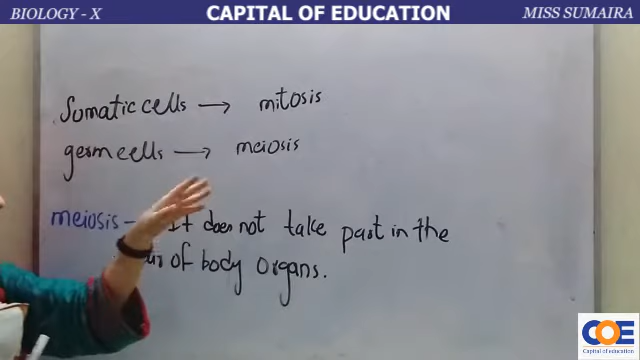 BIOLOGY - X CAPITAL OF EDUCATION MISS SUMAIRA
Somatic cells → mitosis
germ cells → meiosis
meiosis - It does not take part in the
of body organs.
COE
Capital of education